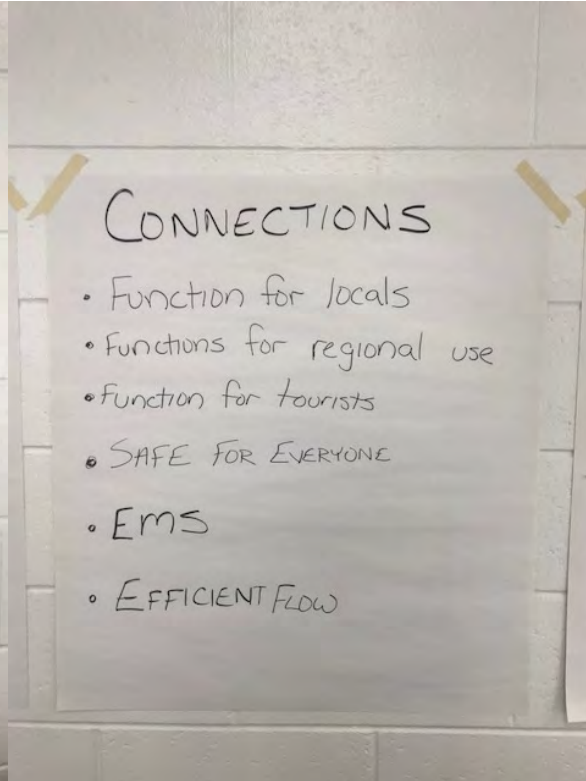 CONNECTIONS
• Function for locals
• Functions for regional use
• Function for tourists
• SAFE FOR EVERYONE
• EMS
• EFFICIENT FLOW